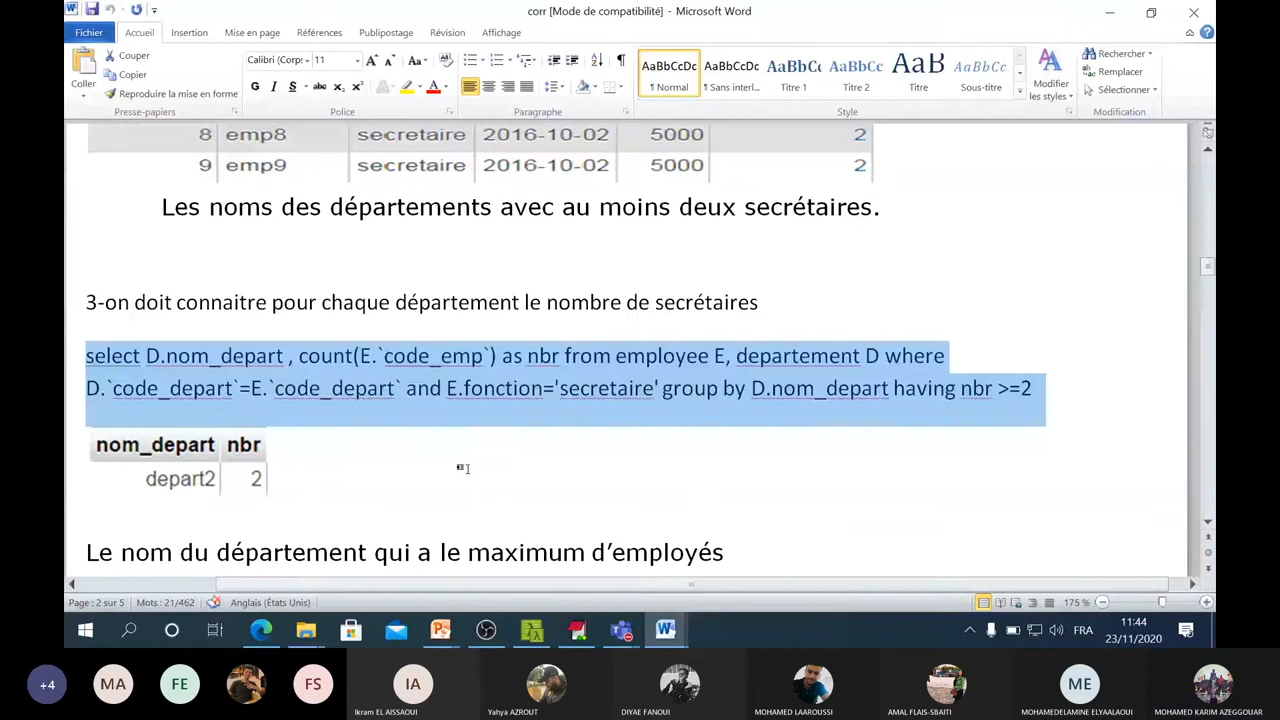 corr [Mode de compatibilité] - Microsoft Word
Fichier Accueil Insertion Mise en page Références Publipostage Révision Affichage
Coller
Couper
Copier
Reproduire la mise en forme
Presse-papiers
Calibri (Corps 11
Police
Paragraphe
AaBbCcDc AaBbCcDc AaBbCc AaBbCc AaB AaBbCcDc
¶ Normal ¶ Sans interl... Titre 1 Titre 2 Titre Sous-titre
Style
Modifier
les styles
Rechercher
Remplacer
Sélectionner
Modification
8 emp8 secretaire 2016-10-02 5000 2
9 emp9 secretaire 2016-10-02 5000 2
Les noms des départements avec au moins deux secrétaires.
3-on doit connaitre pour chaque département le nombre de secrétaires
select D.nom_depart , count(E.`code_emp`) as nbr from employee E, departement D where
D.`code_depart`=E.`code_depart` and E.fonction='secretaire' group by D.nom_depart having nbr >=2
nom_depart nbr
depart2 2
Le nom du département qui a le maximum d’employés
Page : 2 sur 5 Mots : 21/462 Anglais (États Unis) 175 %
FRA
11:44
23/11/2020
+4 MA FE FS IA ME
Ikram EL AISSAOUI Yahya AZROUT DIYAE FANOUI MOHAMED LAAROUSSI AMAL FLAIS-SBAITI MOHAMEDELAMINE ELYAALAOUI MOHAMED KARIM AZEGGOUAR